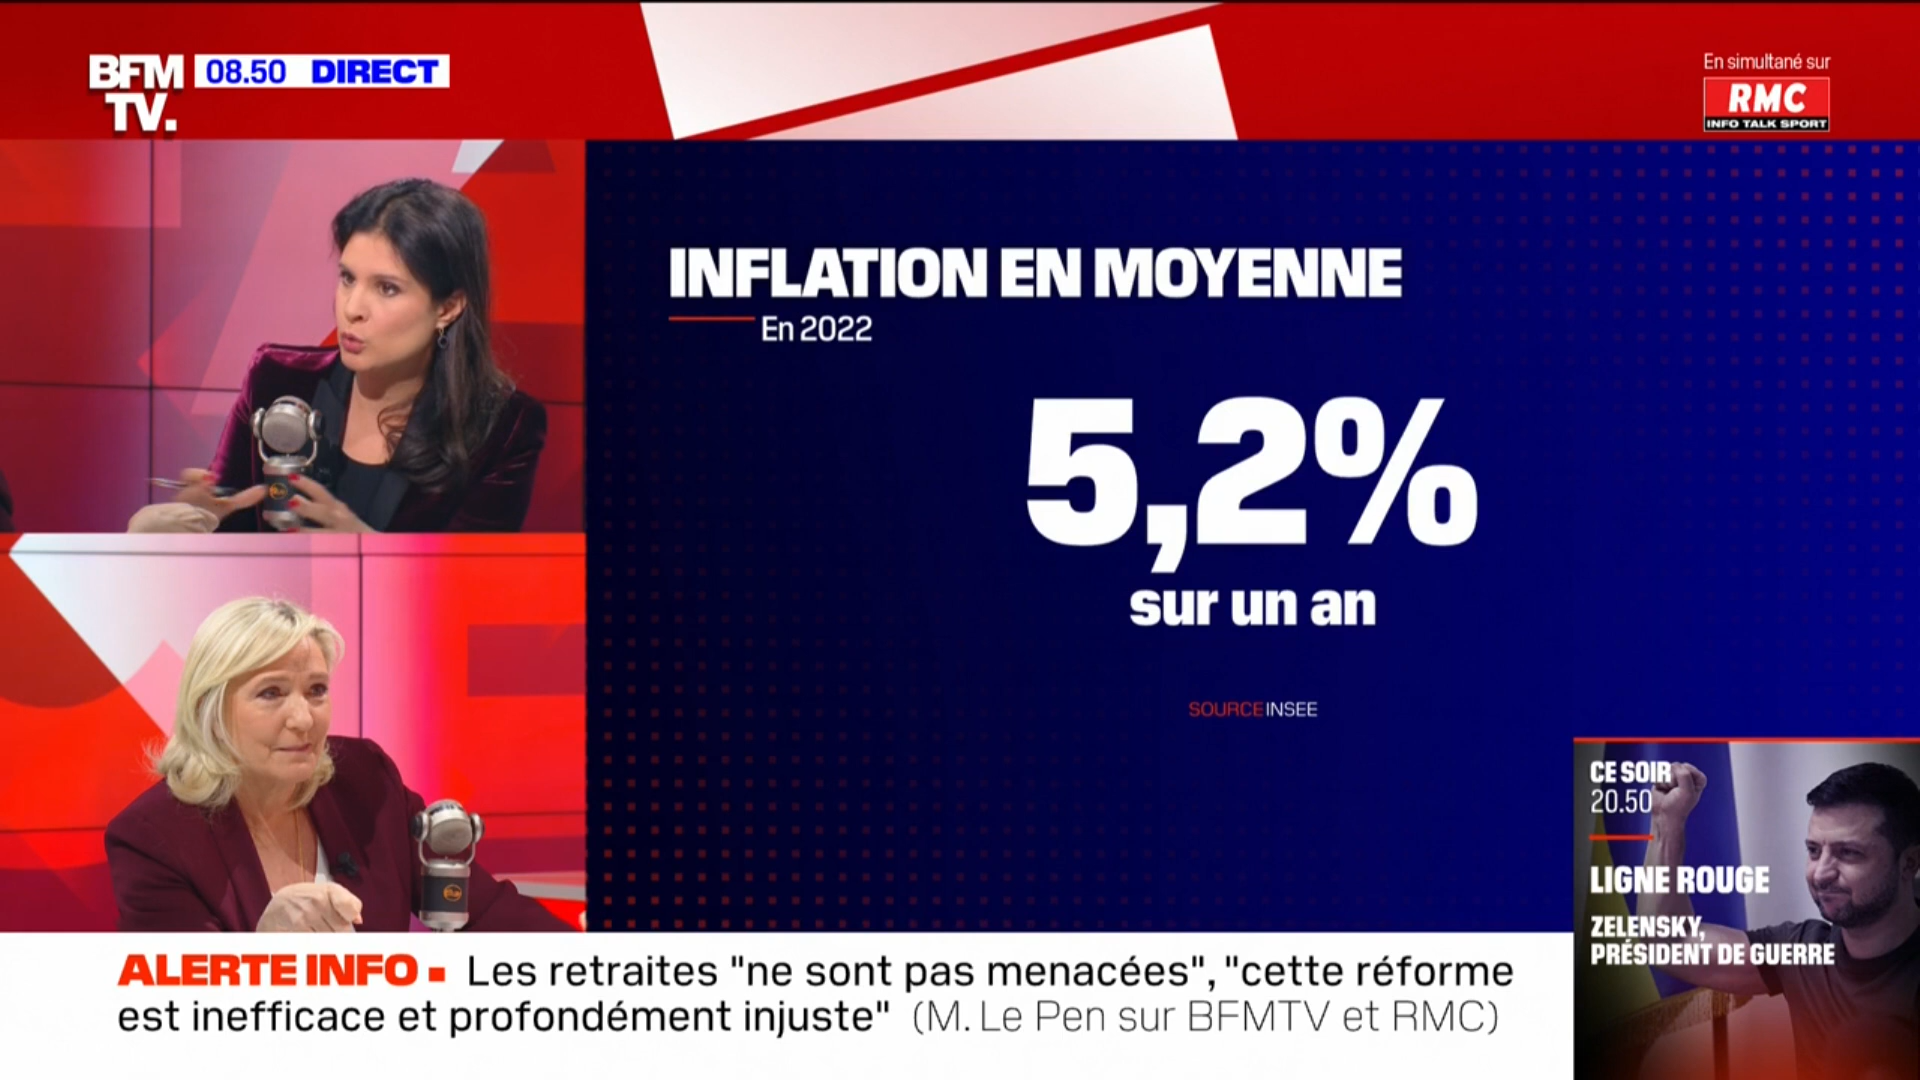 BFM
TV.
08.50 DIRECT
En simultané sur
RMC
INFO TALK SPORT
INFLATION EN MOYENNE
En 2022
5,2%
sur un an
SOURCE INSEE
CE SOIR
20.50
LIGNE ROUGE
ZELENSKY,
PRÉSIDENT DE GUERRE
ALERTE INFO ▪ Les retraites "ne sont pas menacées", "cette réforme
est inefficace et profondément injuste" (M. Le Pen sur BFMTV et RMC)